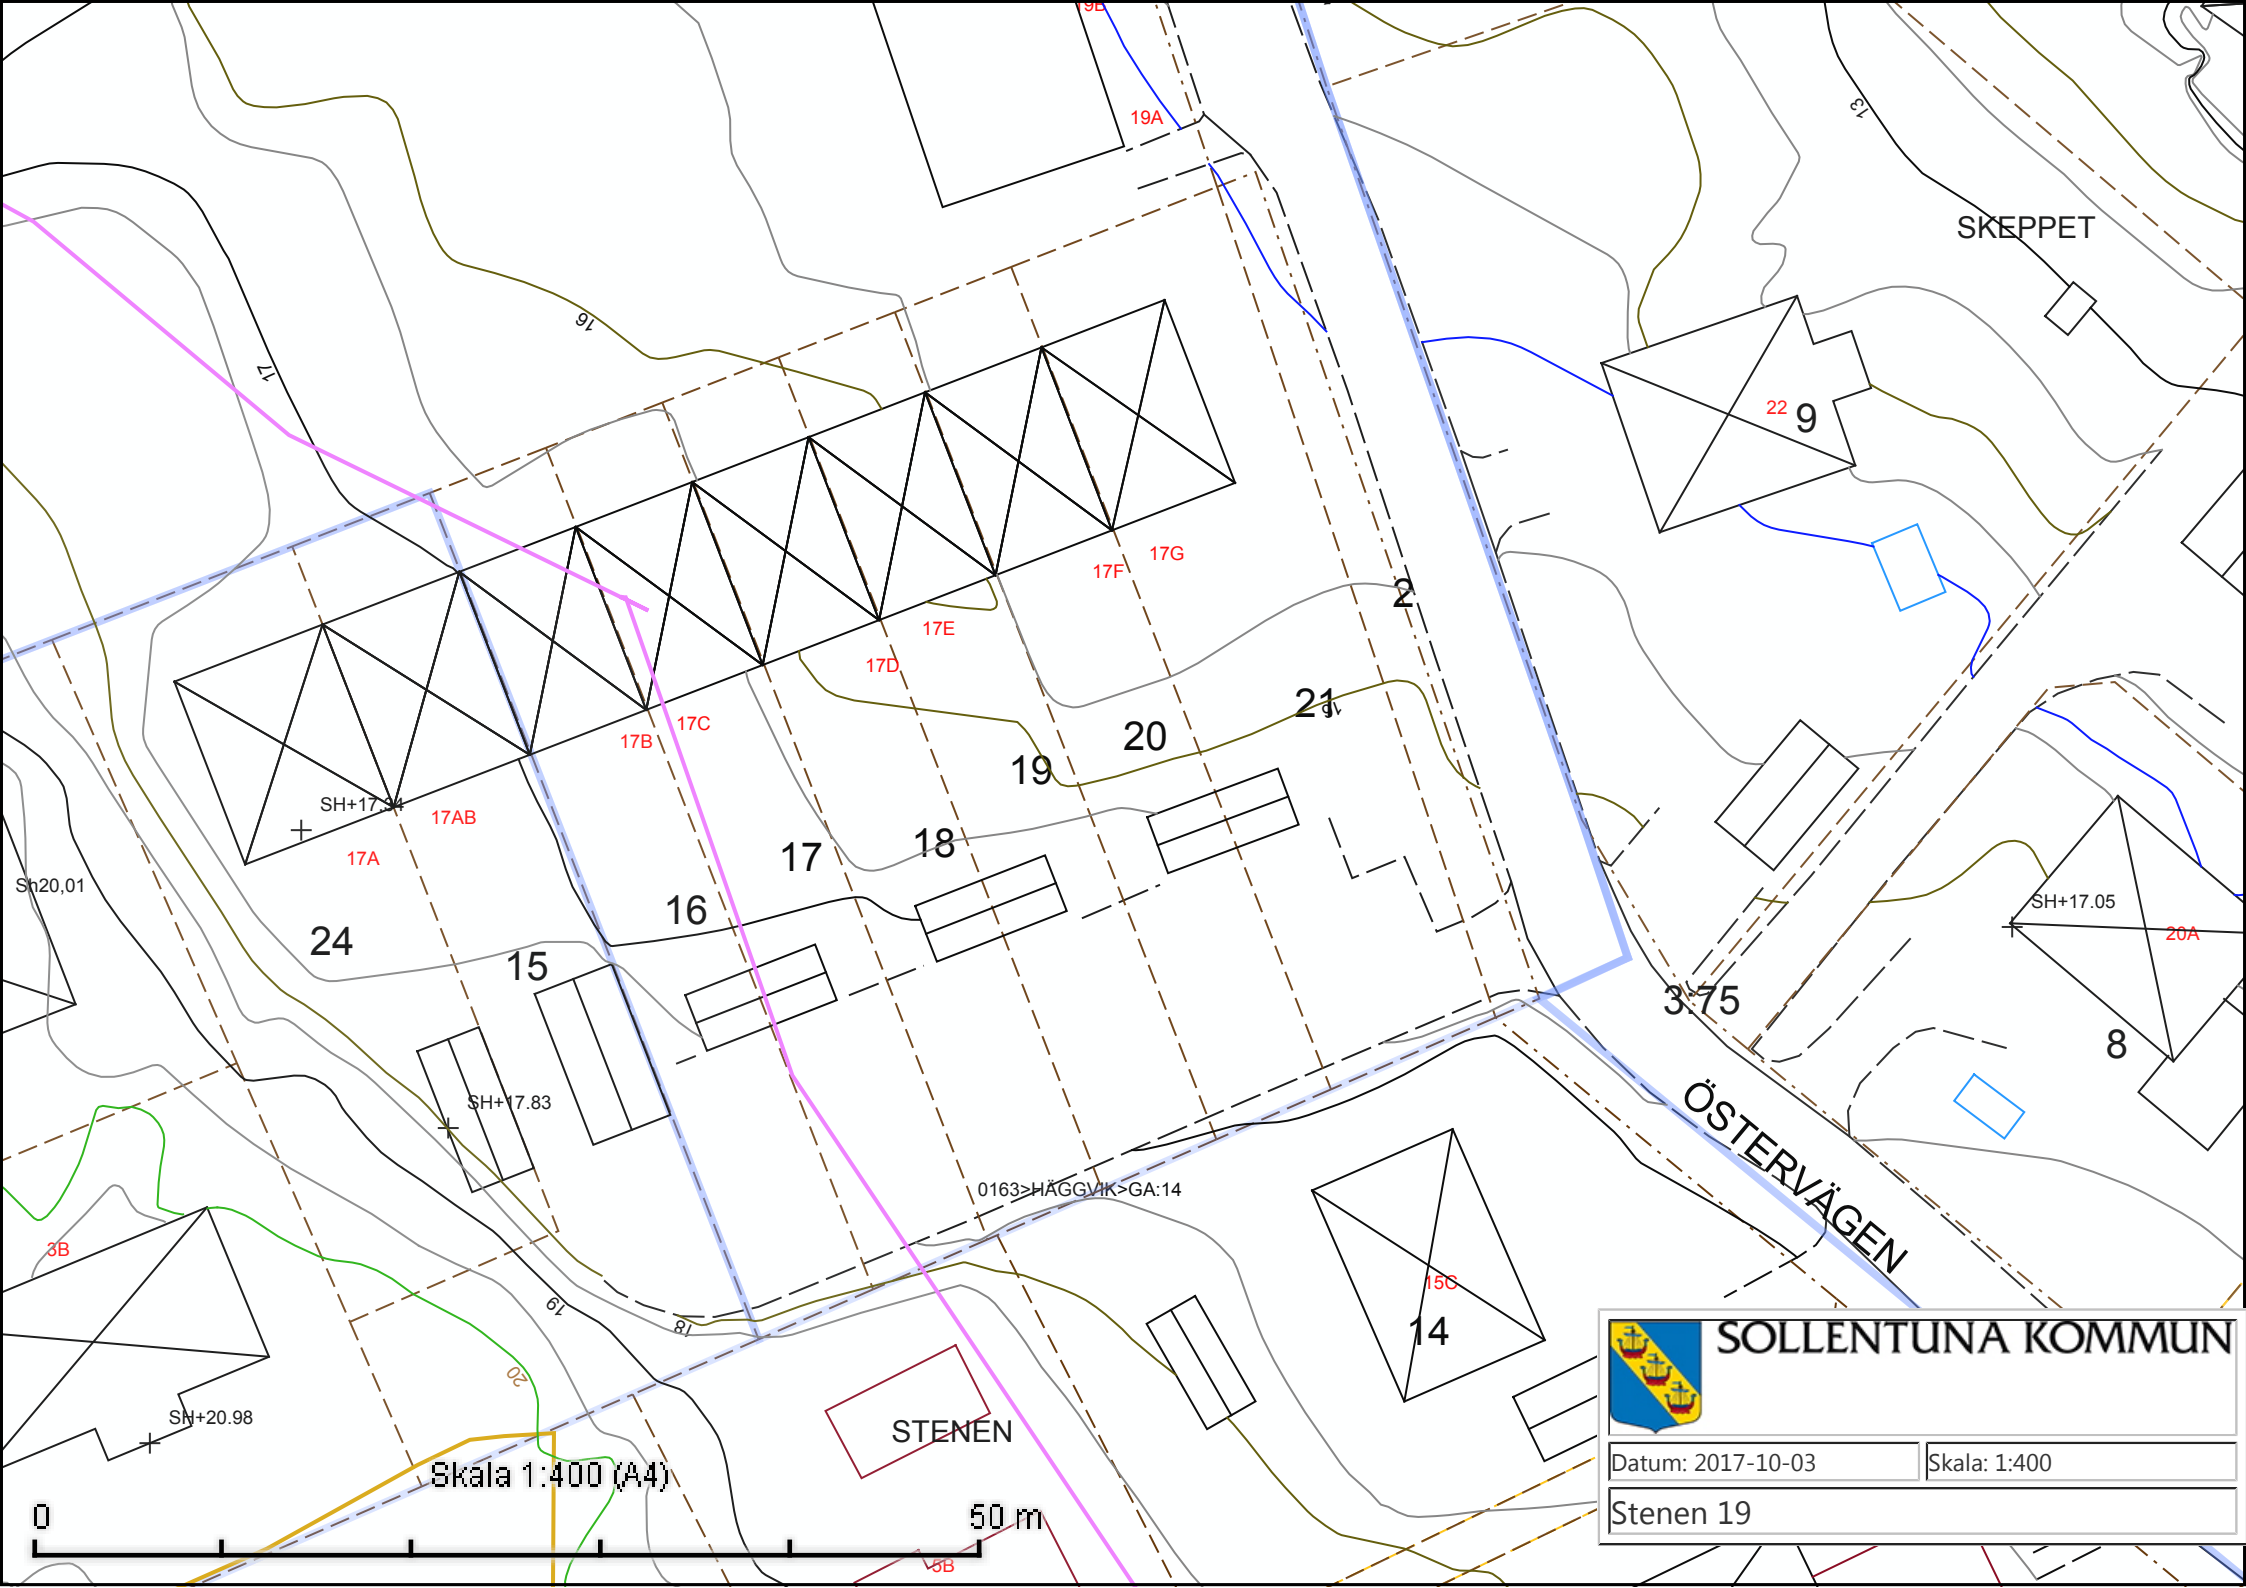 19B
19A
13
SKEPPET
16
17
22
9
17G
17F
2
17E
17D
21
16
17C
20
17B
19
SH+17.34
17AB
18
17
17A
Sh20,01
SH+17.05
16
20A
24
15
3:75
8
SH+17.83
ÖSTERVÄGEN
0163>HÄGGVIK>GA:14
3B
15C
19
18
14
20
SH+20.98
STENEN
SOLLENTUNA KOMMUN
Datum: 2017-10-03
Skala: 1:400
Stenen 19
Skala 1:400 (A4)
0
50 m
5B